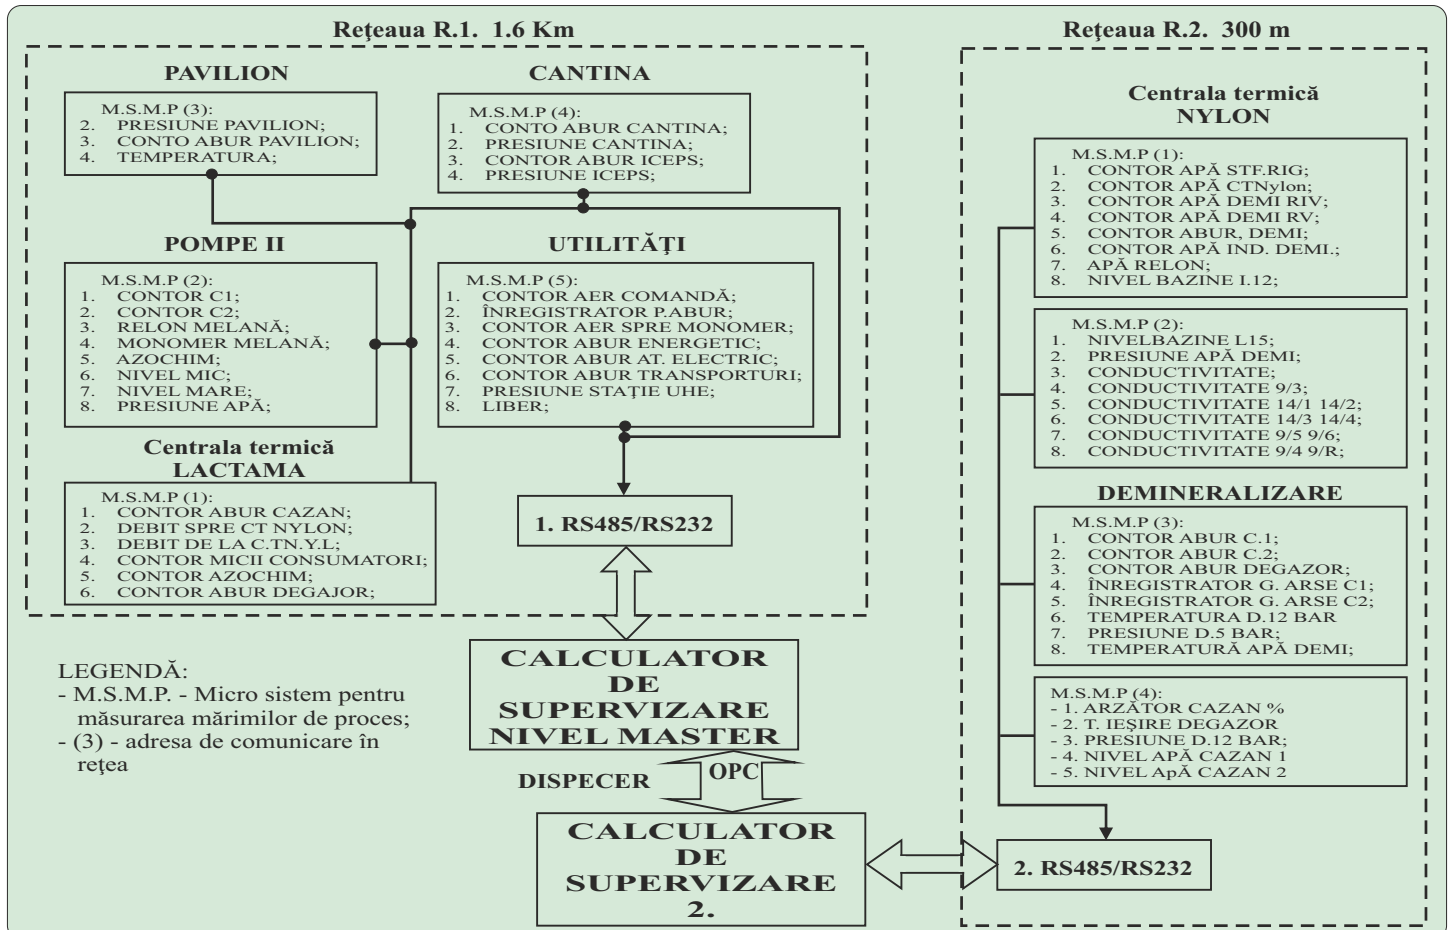 Reţeaua R.1. 1.6 Km
PAVILION
M.S.M.P (3):
2. PRESIUNE PAVILION;
3. CONTO ABUR PAVILION;
4. TEMPERATURA;
CANTINA
M.S.M.P (4):
1. CONTO ABUR CANTINA;
2. PRESIUNE CANTINA;
3. CONTOR ABUR ICEPS;
4. PRESIUNE ICEPS;
POMPE II
M.S.M.P (2):
1. CONTOR C1;
2. CONTOR C2;
3. RELON MELANĂ;
4. MONOMER MELANĂ;
5. AZOCHIM;
6. NIVEL MIC;
7. NIVEL MARE;
8. PRESIUNE APĂ;
UTILITĂŢI
M.S.M.P (5):
1. CONTOR AER COMANDĂ;
2. ÎNREGISTRATOR P.ABUR;
3. CONTOR AER SPRE MONOMER;
4. CONTOR ABUR ENERGETIC;
5. CONTOR ABUR AT. ELECTRIC;
6. CONTOR ABUR TRANSPORTURI;
7. PRESIUNE STAŢIE UHE;
8. LIBER;
Centrala termică
LACTAMA
M.S.M.P (1):
1. CONTOR ABUR CAZAN;
2. DEBIT SPRE CT NYLON;
3. DEBIT DE LA C.TN.Y.L;
4. CONTOR MICII CONSUMATORI;
5. CONTOR AZOCHIM;
6. CONTOR ABUR DEGAJOR;
1. RS485/RS232
LEGENDĂ:
- M.S.M.P. - Micro sistem pentru
măsurarea mărimilor de proces;
- (3) - adresa de comunicare în
reţea
CALCULATOR
DE
SUPERVIZARE
NIVEL MASTER
DISPECER
OPC
CALCULATOR
DE
SUPERVIZARE
2.
Reţeaua R.2. 300 m
Centrala termică
NYLON
M.S.M.P (1):
1. CONTOR APĂ STF.RIG;
2. CONTOR APĂ CTNylon;
3. CONTOR APĂ DEMI RIV;
4. CONTOR APĂ DEMI RV;
5. CONTOR ABUR, DEMI;
6. CONTOR APĂ IND. DEMI.;
7. APĂ RELON;
8. NIVEL BAZINE I.12;
M.S.M.P (2):
1. NIVELBAZINE L15;
2. PRESIUNE APĂ DEMI;
3. CONDUCTIVITATE;
4. CONDUCTIVITATE 9/3;
5. CONDUCTIVITATE 14/1 14/2;
6. CONDUCTIVITATE 14/3 14/4;
7. CONDUCTIVITATE 9/5 9/6;
8. CONDUCTIVITATE 9/4 9/R;
DEMINERALIZARE
M.S.M.P (3):
1. CONTOR ABUR C.1;
2. CONTOR ABUR C.2;
3. CONTOR ABUR DEGAZOR;
4. ÎNREGISTRATOR G. ARSE C1;
5. ÎNREGISTRATOR G. ARSE C2;
6. TEMPERATURA D.12 BAR
7. PRESIUNE D.5 BAR;
8. TEMPERATURĂ APĂ DEMI;
M.S.M.P (4):
- 1. ARZĂTOR CAZAN %
- 2. T. IEŞIRE DEGAZOR
- 3. PRESIUNE D.12 BAR;
- 4. NIVEL APĂ CAZAN 1
- 5. NIVEL ApĂ CAZAN 2
2. RS485/RS232